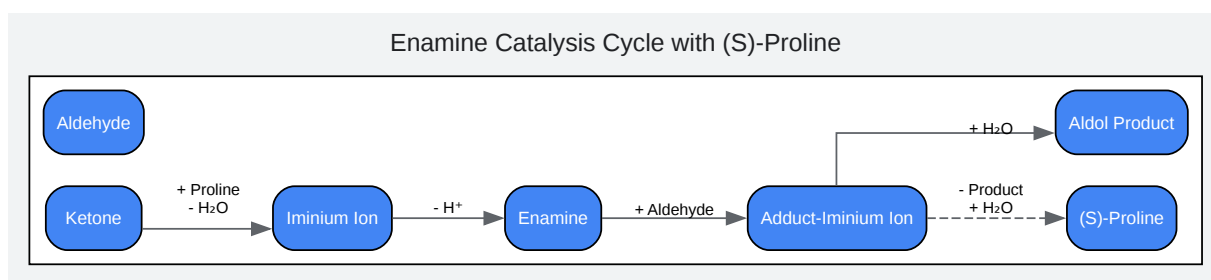 Enamine Catalysis Cycle with (S)-Proline
Aldehyde
Aldol Product
+ H₂O
Ketone
+ Proline
- H₂O
Iminium Ion
- H⁺
Enamine
+ Aldehyde
Adduct-Iminium Ion
- Product
+ H₂O
(S)-Proline